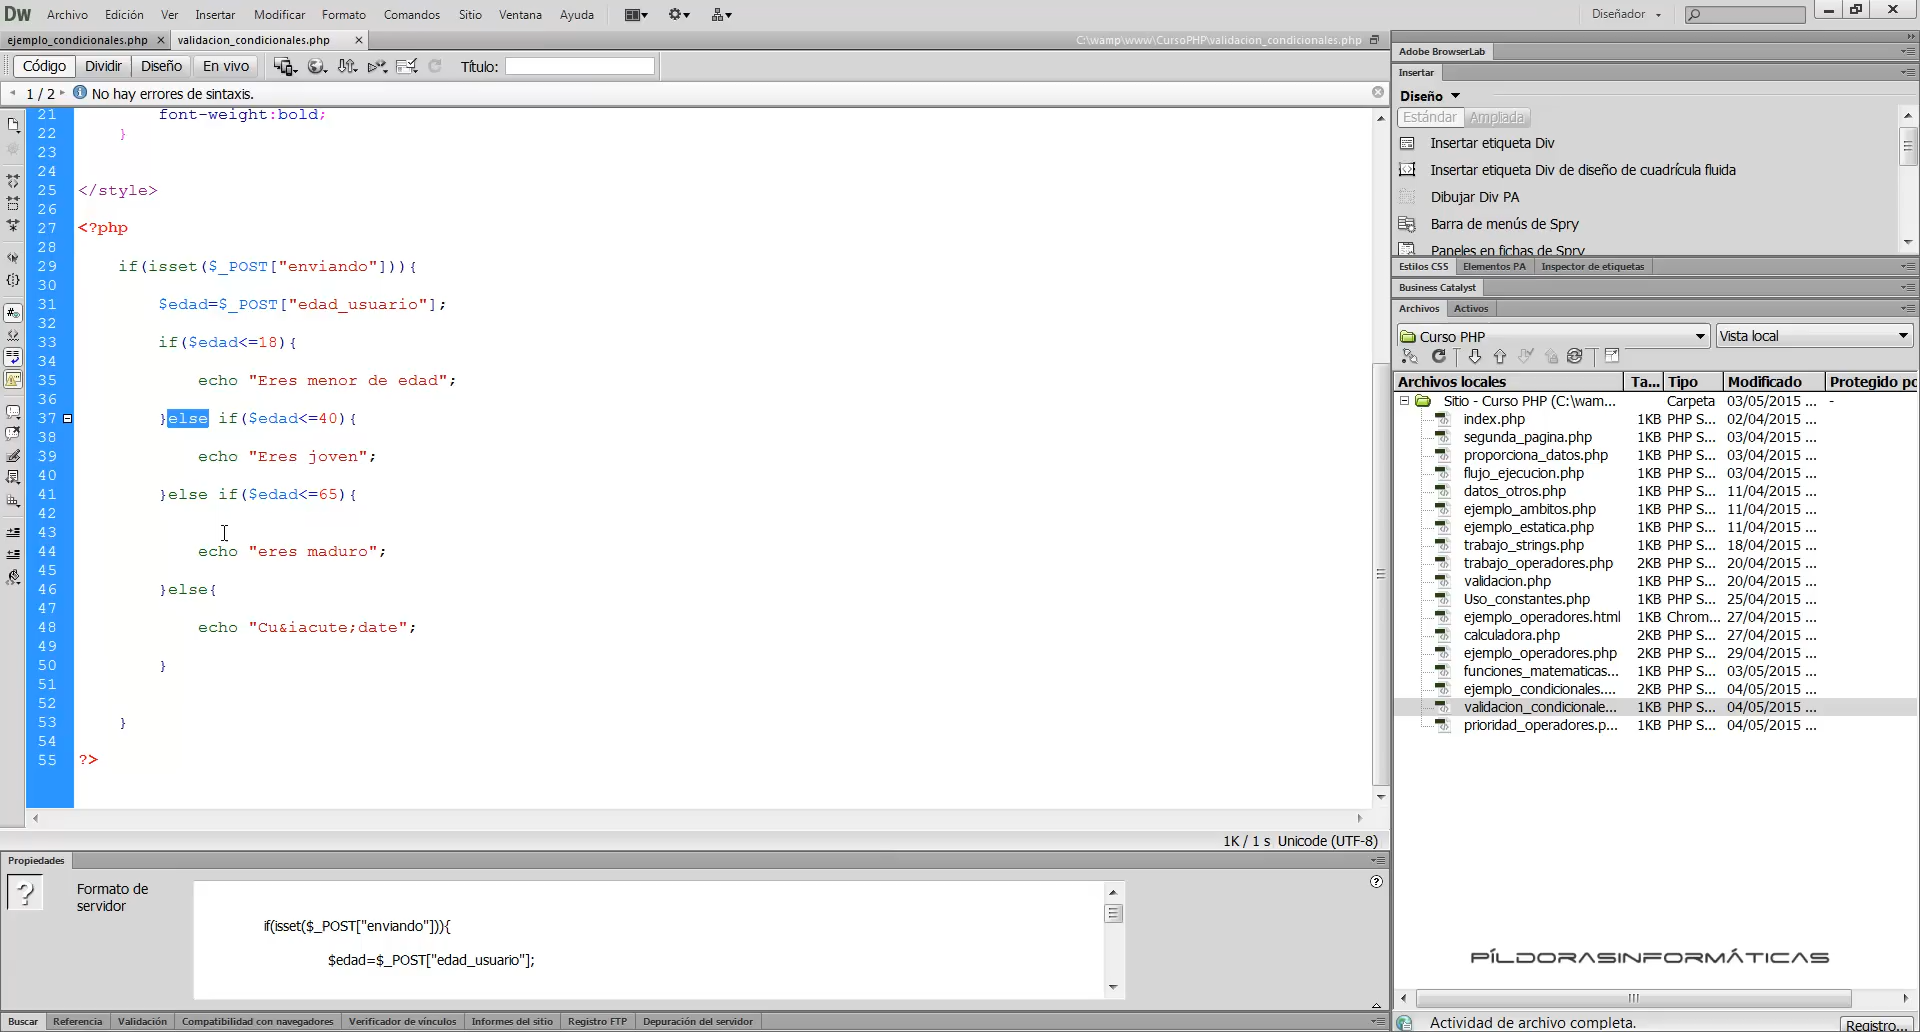 Dw Archivo Edición Ver Insertar Modificar Formato Comandos Sitio Ventana Ayuda Diseñador
ejemplo_condicionales.php validacion_condicionales.php C:\wamp\www\CursoPHP\validacion_condicionales.php
Código Dividir Diseño En vivo Título:
1 / 2 No hay errores de sintaxis.
21 font-weight:bold;
22 }
23
24
25 </style>
26
27 <?php
28
29 if(isset($_POST["enviando"])){
30
31 $edad=$_POST["edad_usuario"];
32
33 if($edad<=18){
34
35 echo "Eres menor de edad";
36
37 }else if($edad<=40){
38
39 echo "Eres joven";
40
41 }else if($edad<=65){
42
43
44 echo "eres maduro";
45
46 }else{
47
48 echo "Cu&iacute;date";
49
50 }
51
52
53 }
54
55 ?>
1K / 1 s Unicode (UTF-8)
Propiedades
? Formato de
servidor
if(isset($_POST["enviando"])){
$edad=$_POST["edad_usuario"];
Buscar Referencia Validación Compatibilidad con navegadores Verificador de vínculos Informes del sitio Registro FTP Depuración del servidor
Adobe BrowserLab
Insertar
Diseño
Estándar Ampliada
Insertar etiqueta Div
Insertar etiqueta Div de diseño de cuadrícula fluida
Dibujar Div PA
Barra de menús de Spry
Paneles en fichas de Spry
Estilos CSS Elementos PA Inspector de etiquetas
Business Catalyst
Archivos Activos
Curso PHP Vista local
Archivos locales Ta... Tipo Modificado Protegido po
Sitio - Curso PHP (C:\wam... Carpeta 03/05/2015 ... -
index.php 1KB PHP S... 02/04/2015 ...
segunda_pagina.php 1KB PHP S... 03/04/2015 ...
proporciona_datos.php 1KB PHP S... 03/04/2015 ...
flujo_ejecucion.php 1KB PHP S... 03/04/2015 ...
datos_otros.php 1KB PHP S... 11/04/2015 ...
ejemplo_ambitos.php 1KB PHP S... 11/04/2015 ...
ejemplo_estatica.php 1KB PHP S... 11/04/2015 ...
trabajo_strings.php 1KB PHP S... 18/04/2015 ...
trabajo_operadores.php 2KB PHP S... 20/04/2015 ...
validacion.php 1KB PHP S... 20/04/2015 ...
Uso_constantes.php 1KB PHP S... 25/04/2015 ...
ejemplo_operadores.html 1KB Chrom... 27/04/2015 ...
calculadora.php 2KB PHP S... 27/04/2015 ...
ejemplo_operadores.php 2KB PHP S... 29/04/2015 ...
funciones_matematicas... 1KB PHP S... 03/05/2015 ...
ejemplo_condicionales.... 2KB PHP S... 04/05/2015 ...
validacion_condicionale... 1KB PHP S... 04/05/2015 ...
prioridad_operadores.p... 1KB PHP S... 04/05/2015 ...
PÍLDORASINFORMÁTICAS
Actividad de archivo completa. Registro...